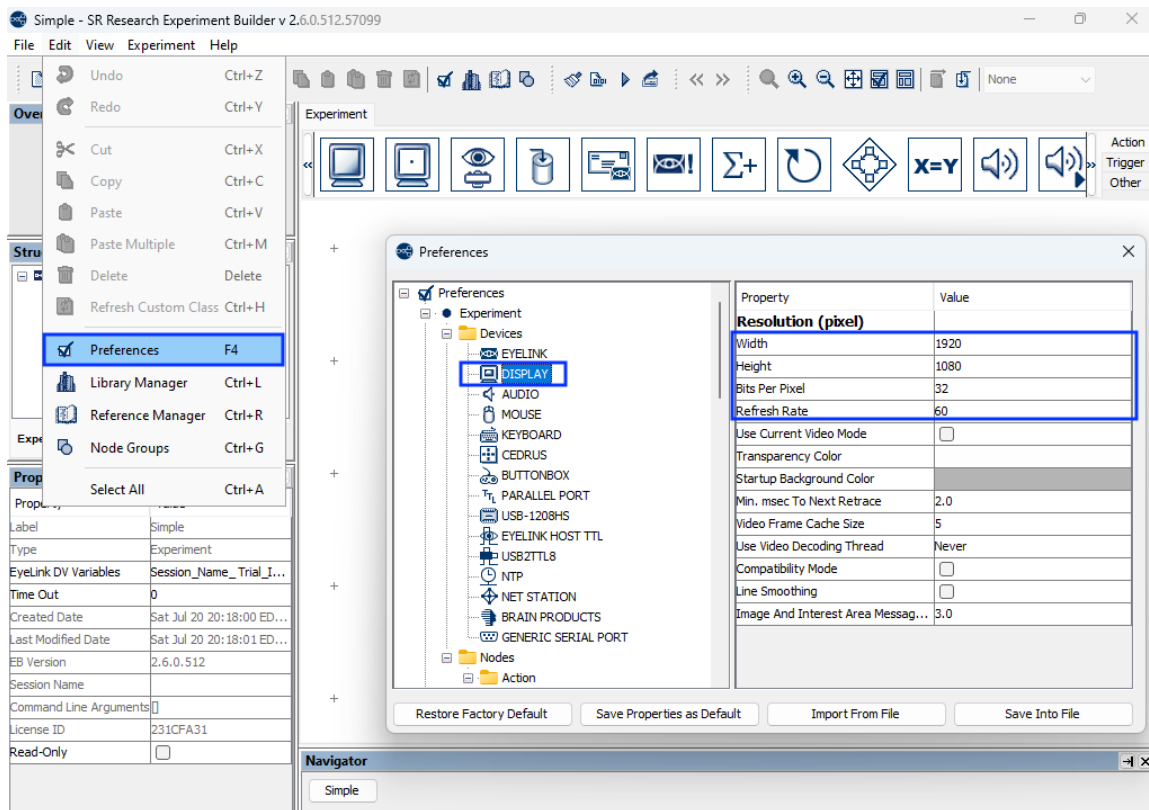 Simple - SR Research Experiment Builder v 2.6.0.512.57099
File Edit View Experiment Help
Undo Ctrl+Z
Redo Ctrl+Y
Cut Ctrl+X
Copy Ctrl+C
Paste Ctrl+V
Paste Multiple Ctrl+M
Delete Delete
Refresh Custom Class Ctrl+H
Preferences F4
Library Manager Ctrl+L
Reference Manager Ctrl+R
Node Groups Ctrl+G
Select All Ctrl+A
None
Experiment
X=Y
Action
Trigger
Other
Label Simple
Type Experiment
EyeLink DV Variables Session_Name_ Trial_I...
Time Out 0
Created Date Sat Jul 20 20:18:00 ED...
Last Modified Date Sat Jul 20 20:18:01 ED...
EB Version 2.6.0.512
Session Name
Command Line Arguments []
License ID 231CFA31
Read-Only
Preferences
Preferences
Experiment
Devices
EYELINK
DISPLAY
AUDIO
MOUSE
KEYBOARD
CEDRUS
BUTTONBOX
PARALLEL PORT
USB-1208HS
EYELINK HOST TTL
USB2TTL8
NTP
NET STATION
BRAIN PRODUCTS
GENERIC SERIAL PORT
Nodes
Action
Property Value
Resolution (pixel)
Width 1920
Height 1080
Bits Per Pixel 32
Refresh Rate 60
Use Current Video Mode
Transparency Color
Startup Background Color
Min. msec To Next Retrace 2.0
Video Frame Cache Size 5
Use Video Decoding Thread Never
Compatibility Mode
Line Smoothing
Image And Interest Area Messag... 3.0
Restore Factory Default Save Properties as Default Import From File Save Into File
Navigator
Simple